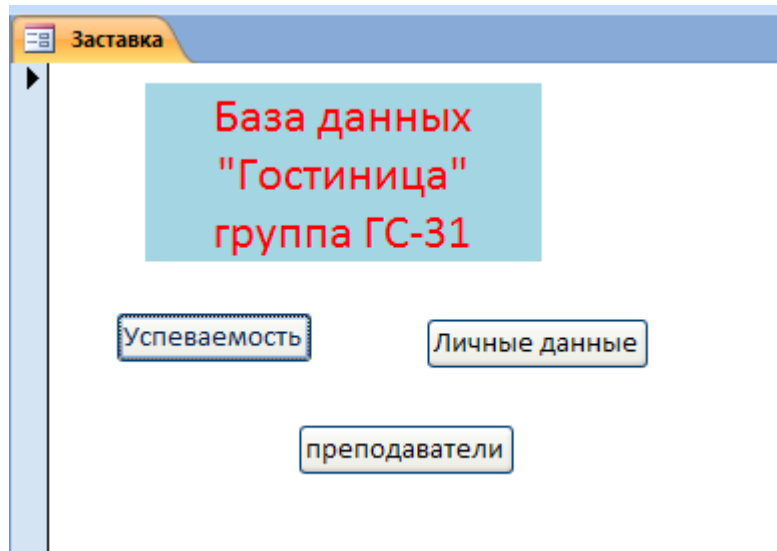 Заставка
База данных
"Гостиница"
группа ГС-31
Успеваемость
Личные данные
преподаватели